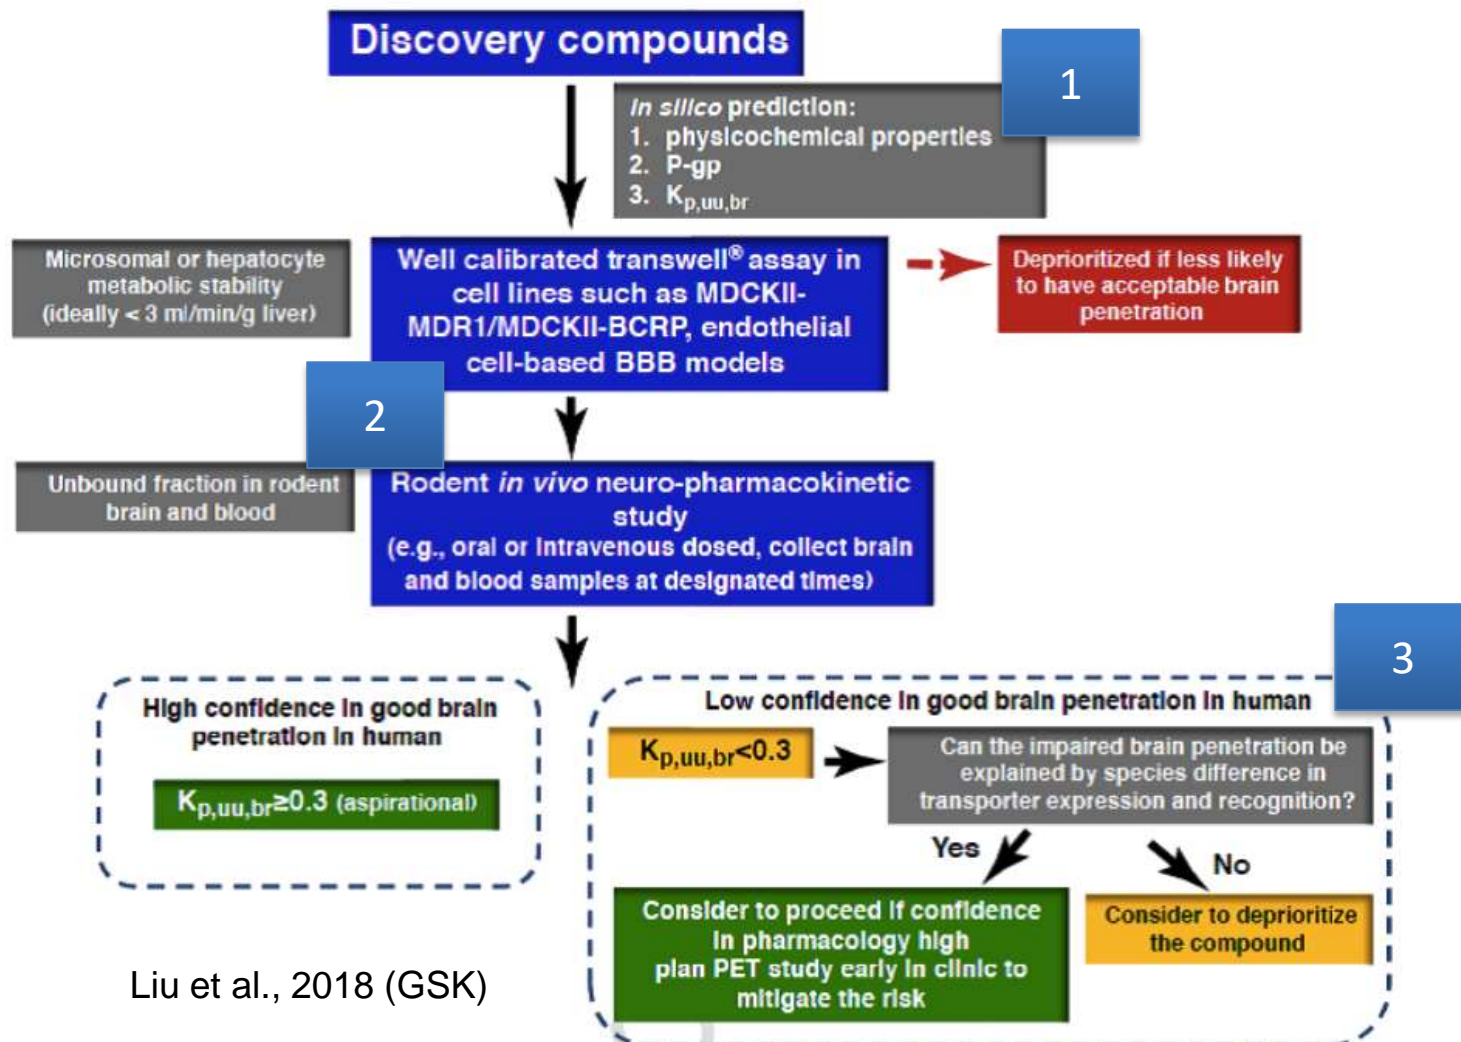 Discovery compounds
1
In silico prediction:
1. physicochemical properties
2. P-gp
3. Kp,uu,br
Microsomal or hepatocyte
metabolic stability
(ideally < 3 ml/min/g liver)
Well calibrated transwell® assay in
cell lines such as MDCKII-
MDR1/MDCKII-BCRP, endothelial
cell-based BBB models
Deprioritized if less likely
to have acceptable brain
penetration
2
Unbound fraction in rodent
brain and blood
Rodent in vivo neuro-pharmacokinetic
study
(e.g., oral or intravenous dosed, collect brain
and blood samples at designated times)
3
High confidence in good brain
penetration in human
Kp,uu,br≥0.3 (aspirational)
Low confidence in good brain penetration in human
Kp,uu,br<0.3
Can the impaired brain penetration be
explained by species difference in
transporter expression and recognition?
Yes
No
Consider to proceed if confidence
in pharmacology high
plan PET study early in clinic to
mitigate the risk
Consider to deprioritize
the compound
Liu et al., 2018 (GSK)